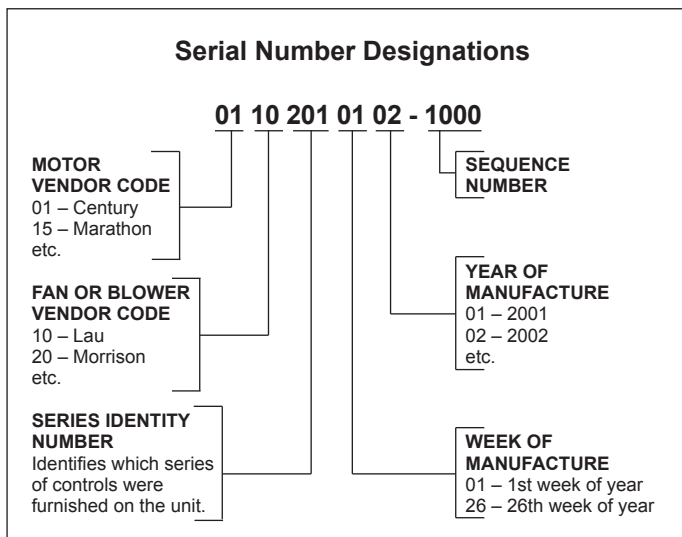 Serial Number Designations
01 10 201 01 02 - 1000
MOTOR
VENDOR CODE
01 – Century
15 – Marathon
etc.
FAN OR BLOWER
VENDOR CODE
10 – Lau
20 – Morrison
etc.
SERIES IDENTITY
NUMBER
Identifies which series
of controls were
furnished on the unit.
SEQUENCE
NUMBER
YEAR OF
MANUFACTURE
01 – 2001
02 – 2002
etc.
WEEK OF
MANUFACTURE
01 – 1st week of year
26 – 26th week of year